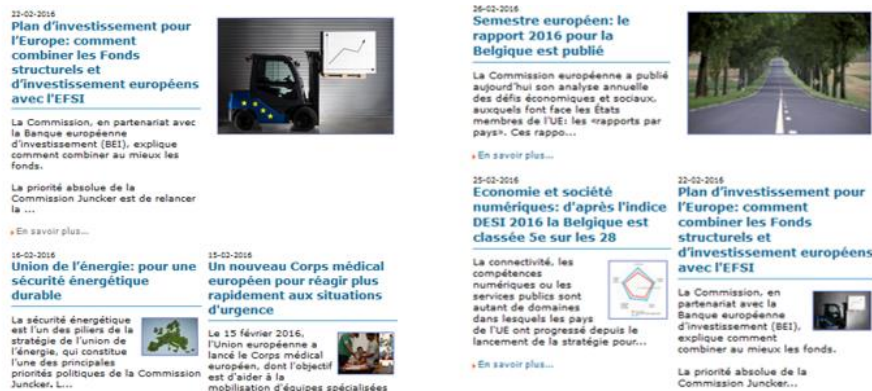 22-02-2016
Plan d'investissement pour
l'Europe: comment
combiner les Fonds
structurels et
d'investissement européens
avec l'EFSI
La Commission, en partenariat avec
la Banque européenne
d'investissement (BEI), explique
comment combiner au mieux les
fonds.
La priorité absolue de la
Commission Juncker est de relancer
la ...
En savoir plus...
16-02-2016
Union de l'énergie: pour une
sécurité énergétique
durable
La sécurité énergétique
est l'un des piliers de la
stratégie de l'union de
l'énergie, qui constitue
l'une des principales
priorités politiques de la Commission
Juncker. L...
15-02-2016
Un nouveau Corps médical
européen pour réagir plus
rapidement aux situations
d'urgence
Le 15 février 2016,
l'Union européenne a
lancé le Corps médical
européen, dont l'objectif
est d'aider à la
mobilisation d'équipes spécialisées
26-02-2016
Semestre européen: le
rapport 2016 pour la
Belgique est publié
La Commission européenne a publié
aujourd'hui son analyse annuelle
des défis économiques et sociaux,
auxquels font face les États
membres de l'UE: les «rapports par
pays». Ces rappo...
En savoir plus...
25-02-2016
Economie et société
numériques: d'après l'indice
DESI 2016 la Belgique est
classée 5e sur les 28
La connectivité, les
compétences
numériques ou les
services publics sont
autant de domaines
dans lesquels les pays
de l'UE ont progressé depuis le
lancement de la stratégie pour...
En savoir plus...
22-02-2016
Plan d'investissement pour
l'Europe: comment
combiner les Fonds
structurels et
d'investissement européens
avec l'EFSI
La Commission, en
partenariat avec la
Banque européenne
d'investissement (BEI),
explique comment
combiner au mieux les fonds.
La priorité absolue de la
Commission Juncker...